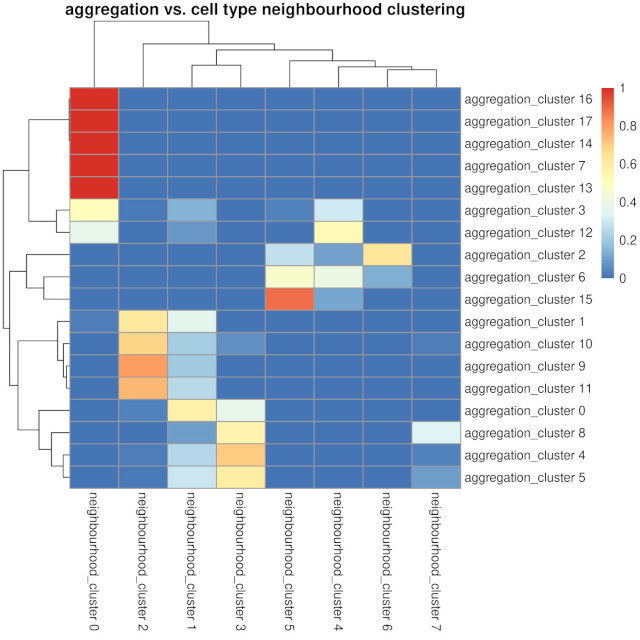 aggregation vs. cell type neighbourhood clustering
aggregation_cluster 16
aggregation_cluster 17
aggregation_cluster 14
aggregation_cluster 7
aggregation_cluster 13
aggregation_cluster 3
aggregation_cluster 12
aggregation_cluster 2
aggregation_cluster 6
aggregation_cluster 15
aggregation_cluster 1
aggregation_cluster 10
aggregation_cluster 9
aggregation_cluster 11
aggregation_cluster 0
aggregation_cluster 8
aggregation_cluster 4
aggregation_cluster 5
1
0.8
0.6
0.4
0.2
0
neighbourhood_cluster 0
neighbourhood_cluster 2
neighbourhood_cluster 1
neighbourhood_cluster 3
neighbourhood_cluster 5
neighbourhood_cluster 4
neighbourhood_cluster 6
neighbourhood_cluster 7